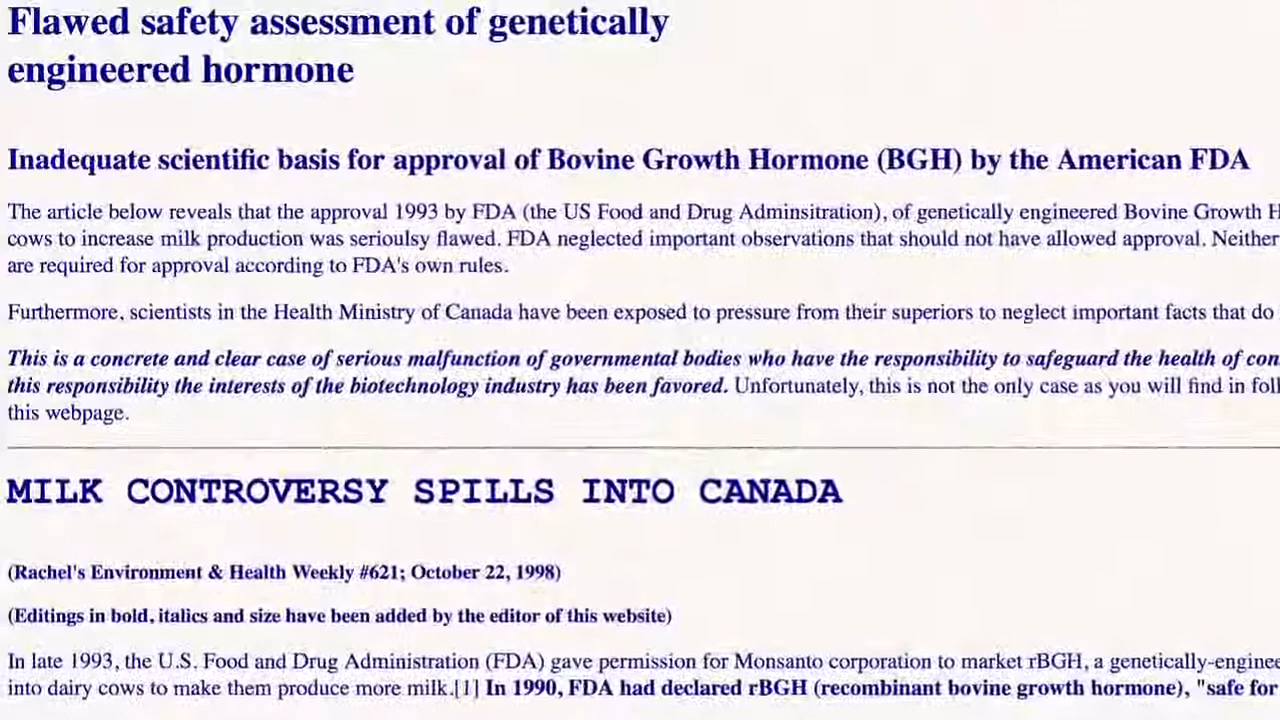 Flawed safety assessment of genetically
engineered hormone
Inadequate scientific basis for approval of Bovine Growth Hormone (BGH) by the American FDA
The article below reveals that the approval 1993 by FDA (the US Food and Drug Adminsitration), of genetically engineered Bovine Growth H
cows to increase milk production was serioulsy flawed. FDA neglected important observations that should not have allowed approval. Neither
are required for approval according to FDA's own rules.
Furthermore, scientists in the Health Ministry of Canada have been exposed to pressure from their superiors to neglect important facts that do
This is a concrete and clear case of serious malfunction of governmental bodies who have the responsibility to safeguard the health of con
this responsibility the interests of the biotechnology industry has been favored. Unfortunately, this is not the only case as you will find in foll
this webpage.
MILK CONTROVERSY SPILLS INTO CANADA
(Rachel's Environment & Health Weekly #621; October 22, 1998)
(Editings in bold, italics and size have been added by the editor of this website)
In late 1993, the U.S. Food and Drug Administration (FDA) gave permission for Monsanto corporation to market rBGH, a genetically-enginee
into dairy cows to make them produce more milk.[1] In 1990, FDA had declared rBGH (recombinant bovine growth hormone), "safe for